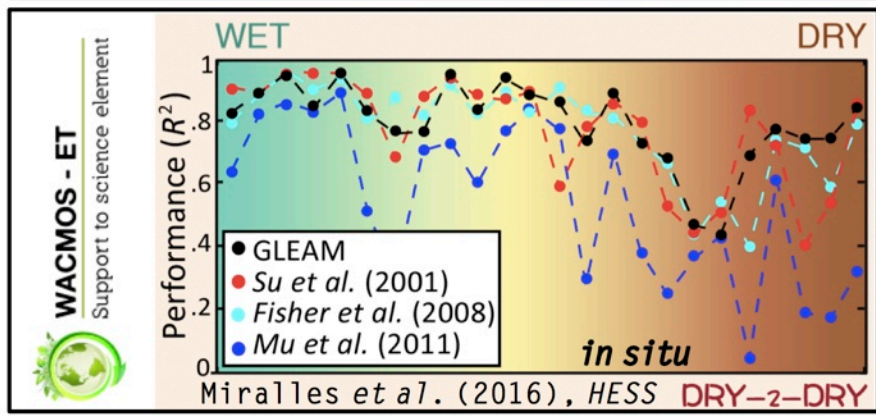 WACMOS - ET
Support to science element
WET
DRY
Performance (R²)
1
.8
.6
.4
.2
0
GLEAM
Su et al. (2001)
Fisher et al. (2008)
Mu et al. (2011)
in situ
Miralles et al. (2016), HESS
DRY-2-DRY